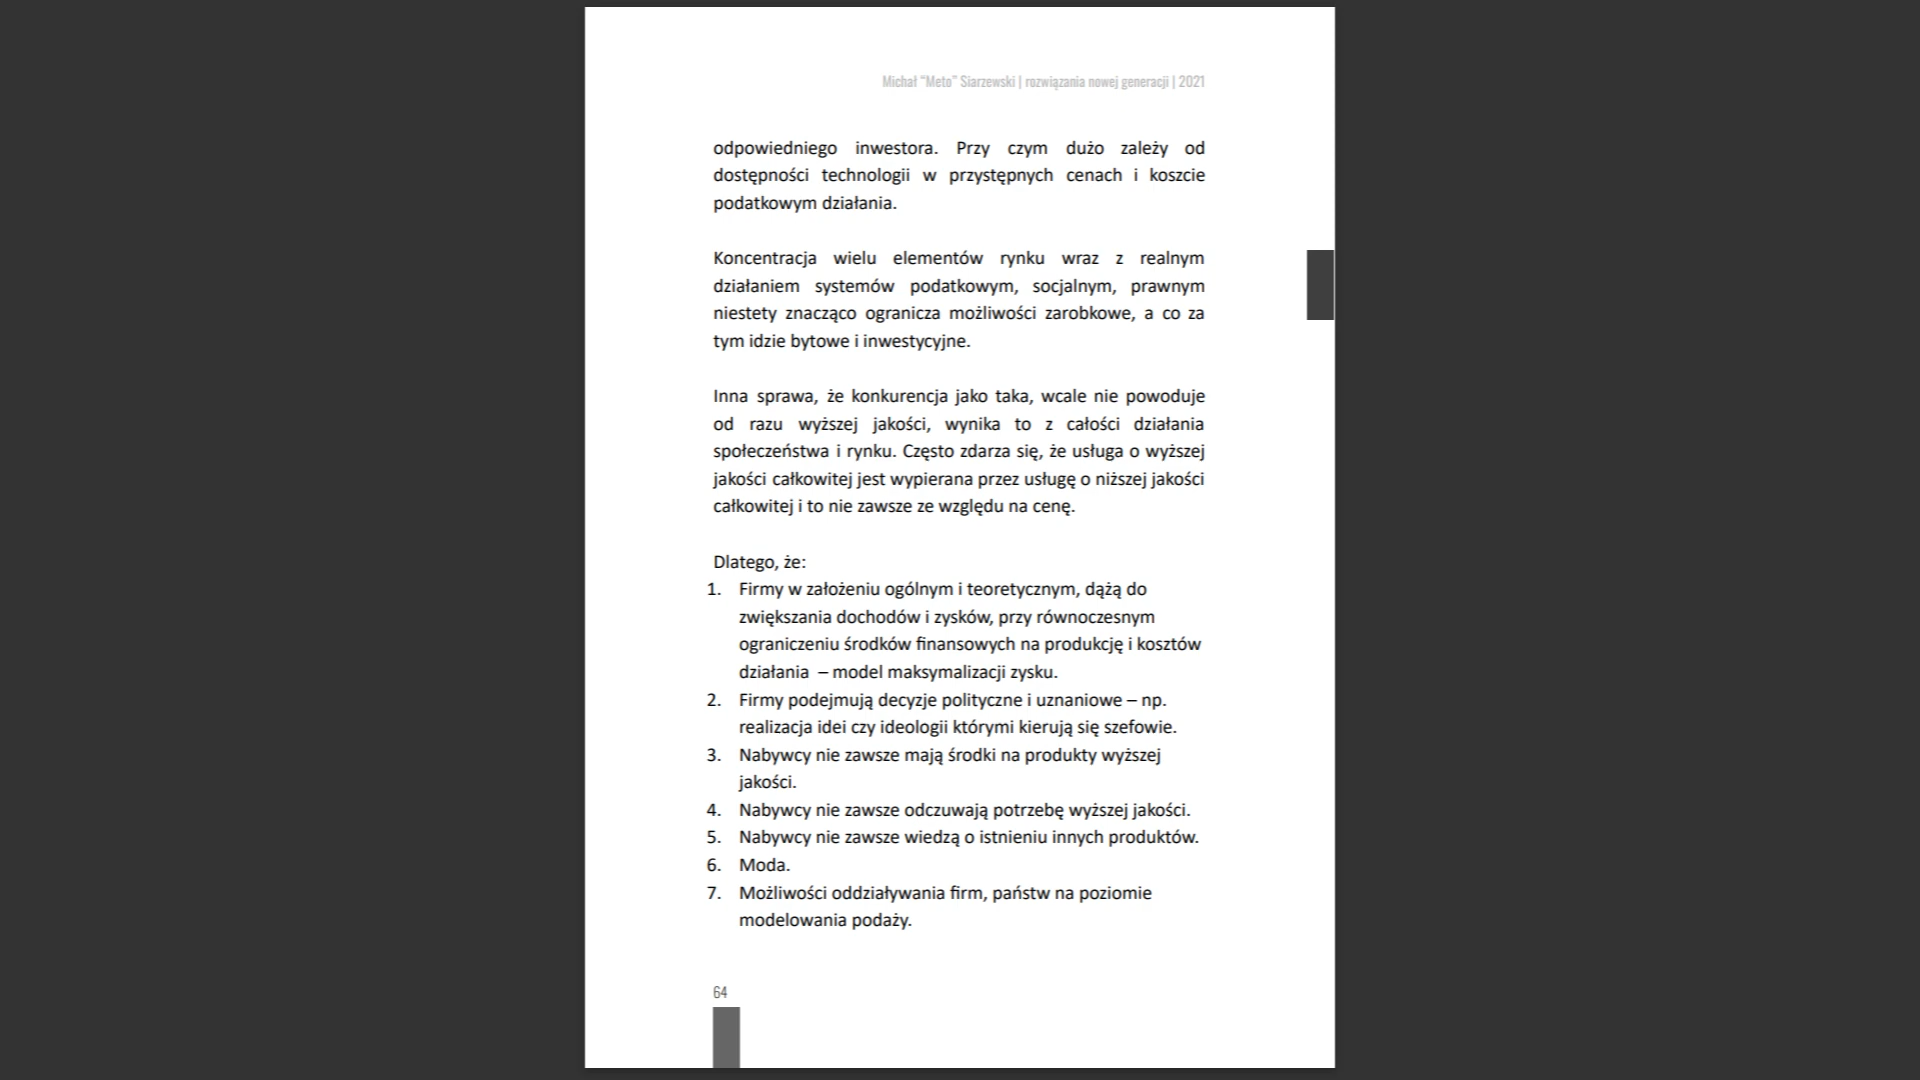 Michał “Meto” Siarzewski | rozwiązania nowej generacji | 2021
odpowiedniego inwestora. Przy czym dużo zależy od
dostępności technologii w przystępnych cenach i koszcie
podatkowym działania.
Koncentracja wielu elementów rynku wraz z realnym
działaniem systemów podatkowym, socjalnym, prawnym
niestety znacząco ogranicza możliwości zarobkowe, a co za
tym idzie bytowe i inwestycyjne.
Inna sprawa, że konkurencja jako taka, wcale nie powoduje
od razu wyższej jakości, wynika to z całości działania
społeczeństwa i rynku. Często zdarza się, że usługa o wyższej
jakości całkowitej jest wypierana przez usługę o niższej jakości
całkowitej i to nie zawsze ze względu na cenę.
Dlatego, że:
1. Firmy w założeniu ogólnym i teoretycznym, dążą do
zwiększania dochodów i zysków, przy równoczesnym
ograniczeniu środków finansowych na produkcję i kosztów
działania – model maksymalizacji zysku.
2. Firmy podejmują decyzje polityczne i uznaniowe – np.
realizacja idei czy ideologii którymi kierują się szefowie.
3. Nabywcy nie zawsze mają środki na produkty wyższej
jakości.
4. Nabywcy nie zawsze odczuwają potrzebę wyższej jakości.
5. Nabywcy nie zawsze wiedzą o istnieniu innych produktów.
6. Moda.
7. Możliwości oddziaływania firm, państw na poziomie
modelowania podaży.
64